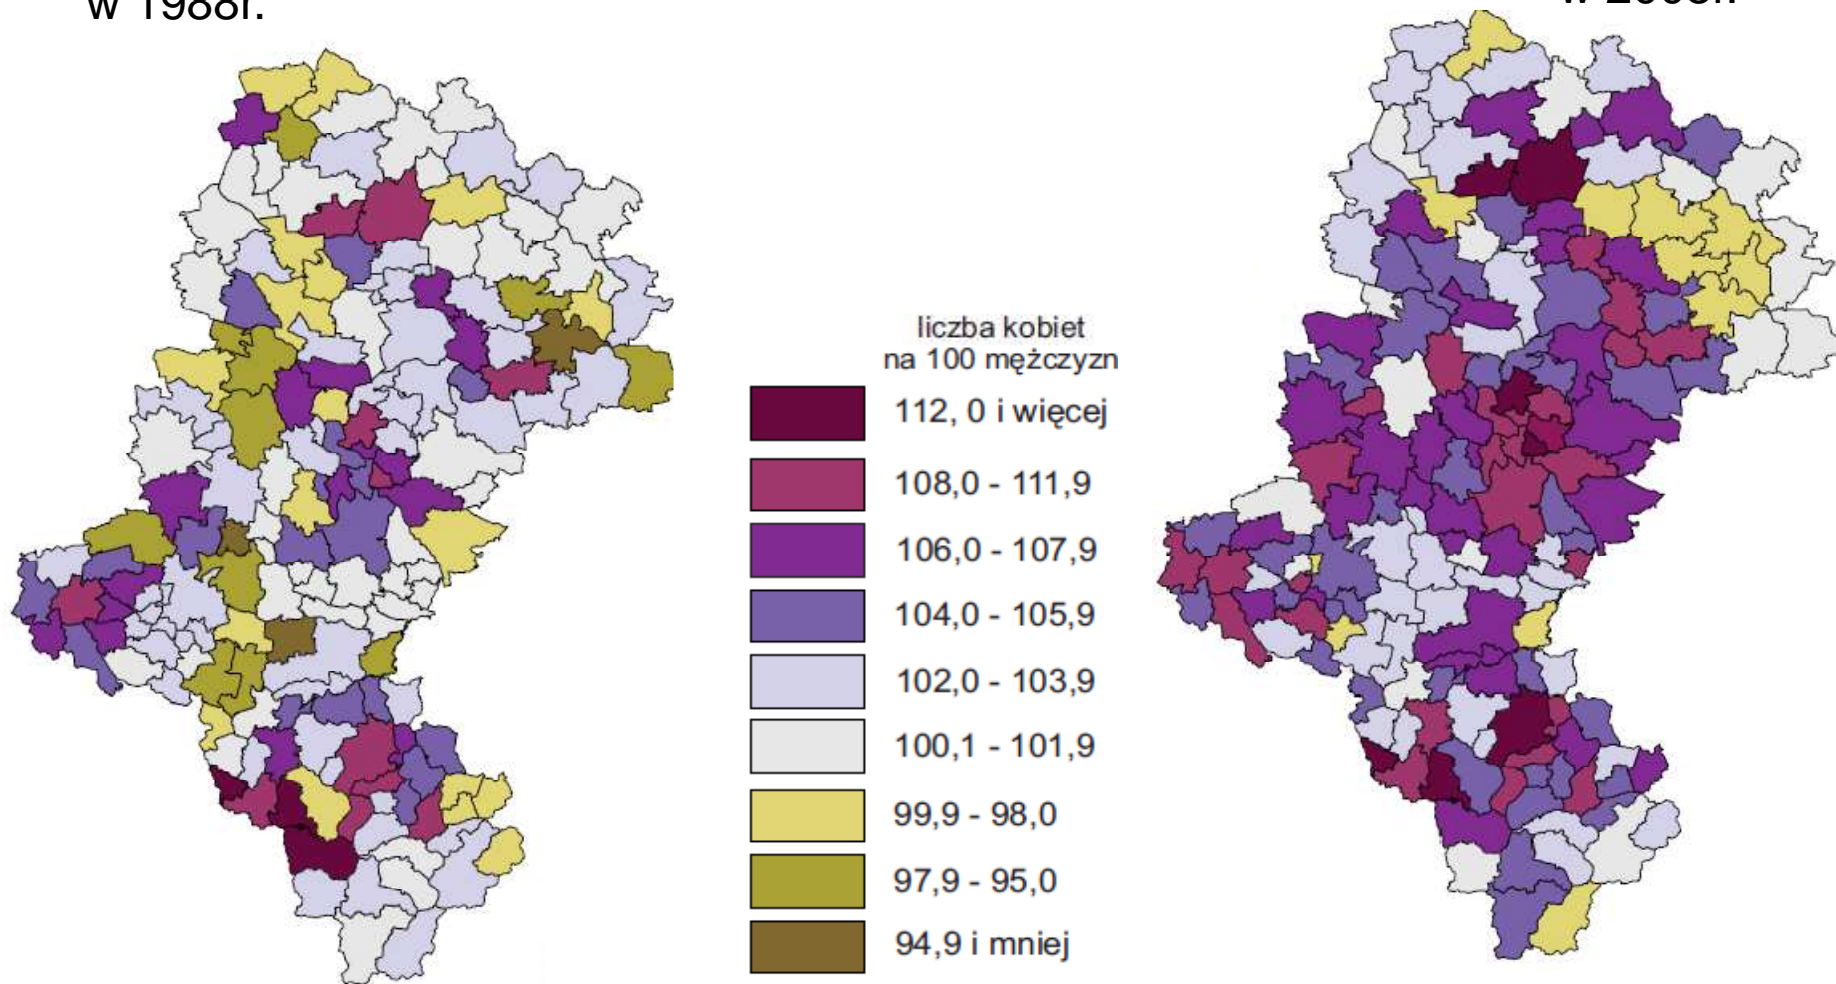 w 1988r.
liczba kobiet
na 100 mężczyzn
112, 0 i więcej
108,0 - 111,9
106,0 - 107,9
104,0 - 105,9
102,0 - 103,9
100,1 - 101,9
99,9 - 98,0
97,9 - 95,0
94,9 i mniej